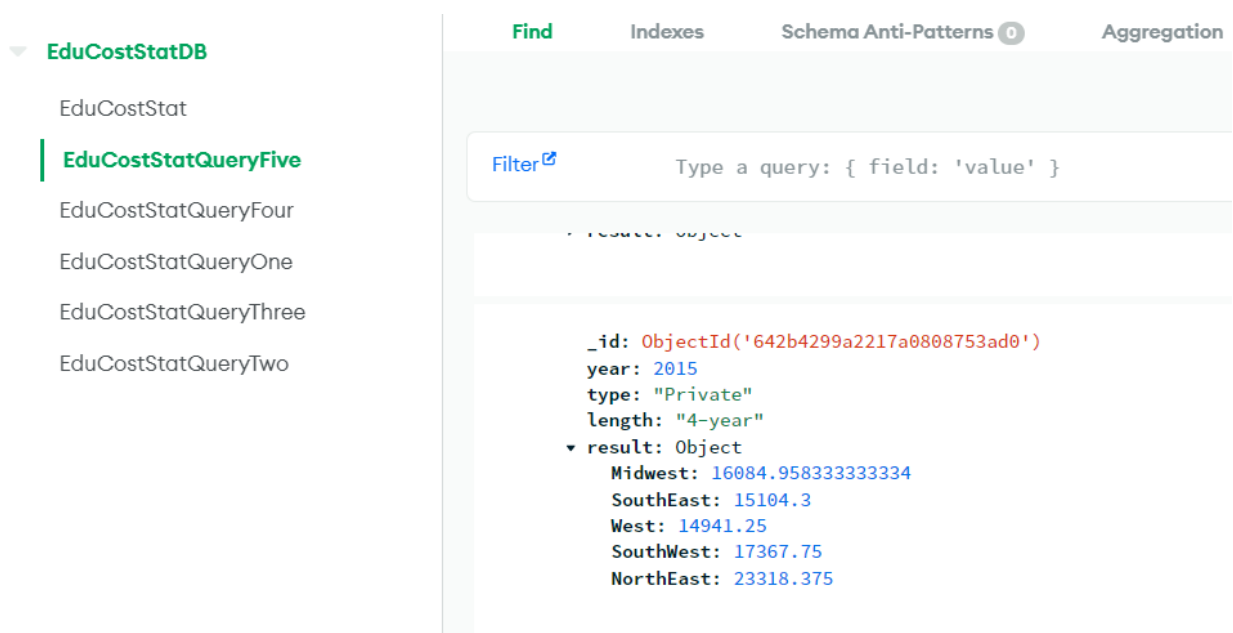 EduCostStatDB
EduCostStat
EduCostStatQueryFive
EduCostStatQueryFour
EduCostStatQueryOne
EduCostStatQueryThree
EduCostStatQueryTwo
Find Indexes Schema Anti-Patterns 0 Aggregation
Filter Type a query: { field: 'value' }
result: Object
_id: ObjectId('642b4299a2217a0808753ad0')
year: 2015
type: "Private"
length: "4-year"
result: Object
Midwest: 16084.958333333334
SouthEast: 15104.3
West: 14941.25
SouthWest: 17367.75
NorthEast: 23318.375